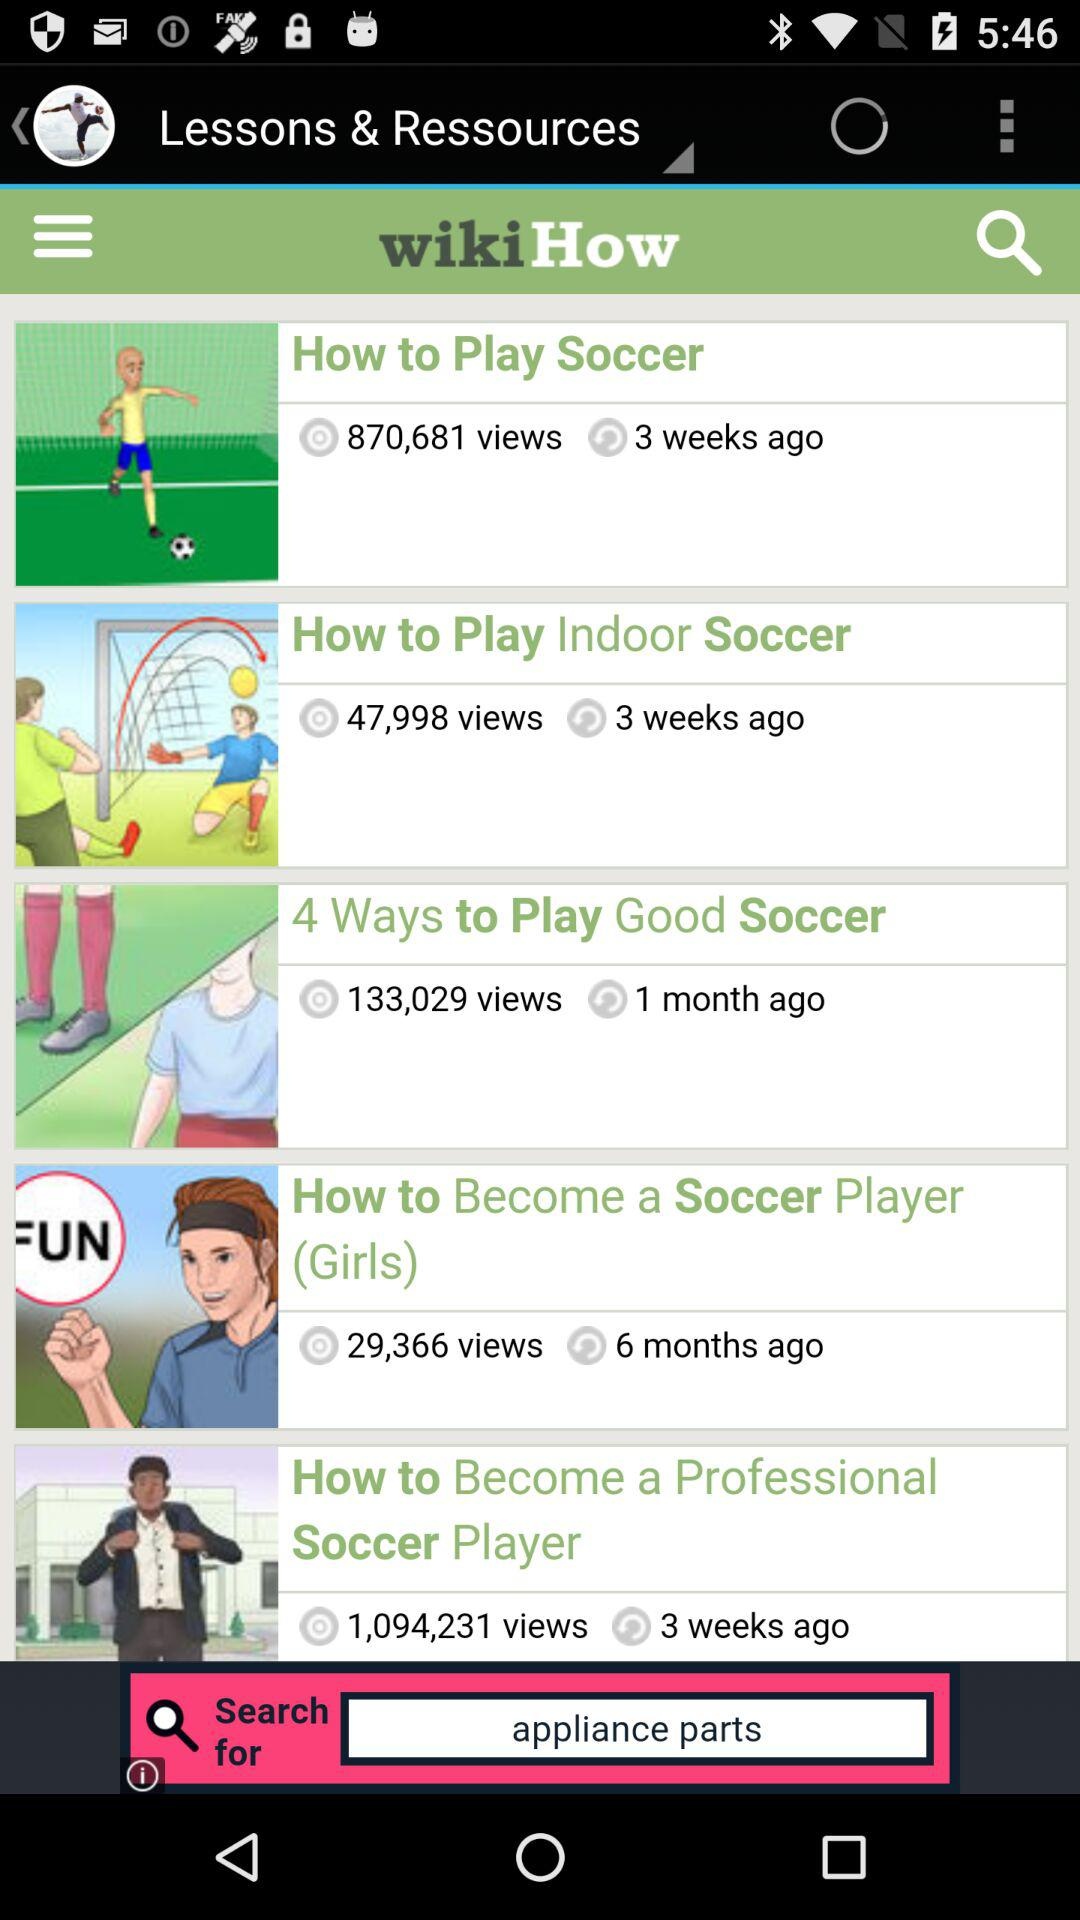 FAKE
5:46
Lessons & Ressources
wikiHow
How to Play Soccer
870,681 views 3 weeks ago
How to Play Indoor Soccer
47,998 views 3 weeks ago
4 Ways to Play Good Soccer
133,029 views 1 month ago
FUN
How to Become a Soccer Player
(Girls)
29,366 views 6 months ago
How to Become a Professional
Soccer Player
1,094,231 views 3 weeks ago
Search
for
appliance parts